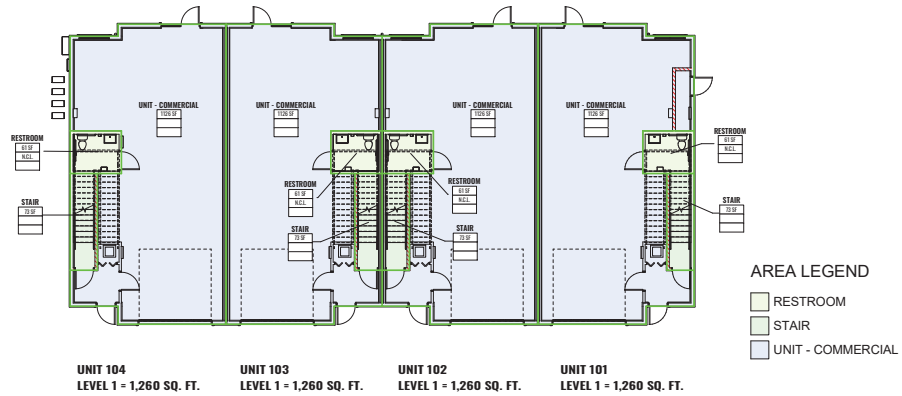 UNIT - COMMERCIAL
1126 SF
UNIT - COMMERCIAL
1126 SF
UNIT - COMMERCIAL
1126 SF
UNIT - COMMERCIAL
1126 SF
RESTROOM
61 SF
N.C.L.
RESTROOM
61 SF
N.C.L.
RESTROOM
61 SF
N.C.L.
RESTROOM
61 SF
N.C.L.
STAIR
73 SF
STAIR
73 SF
STAIR
73 SF
STAIR
73 SF
AREA LEGEND
RESTROOM
STAIR
UNIT - COMMERCIAL
UNIT 104
LEVEL 1 = 1,260 SQ. FT.
UNIT 103
LEVEL 1 = 1,260 SQ. FT.
UNIT 102
LEVEL 1 = 1,260 SQ. FT.
UNIT 101
LEVEL 1 = 1,260 SQ. FT.